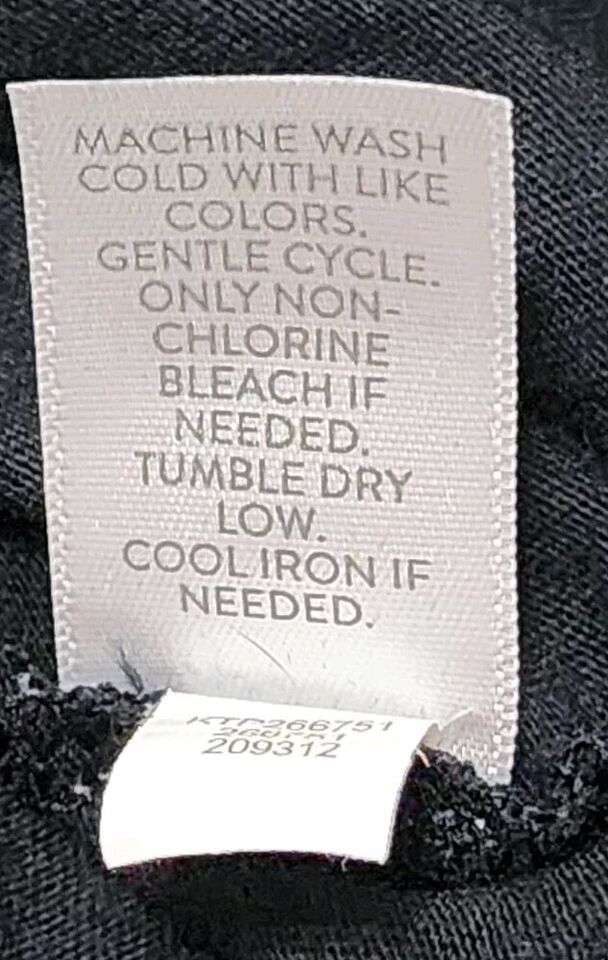 MACHINE WASH
COLD WITH LIKE
COLORS.
GENTLE CYCLE.
ONLY NON-
CHLORINE
BLEACH IF
NEEDED.
TUMBLE DRY
LOW.
COOL IRON IF
NEEDED.
KTP266751
209312